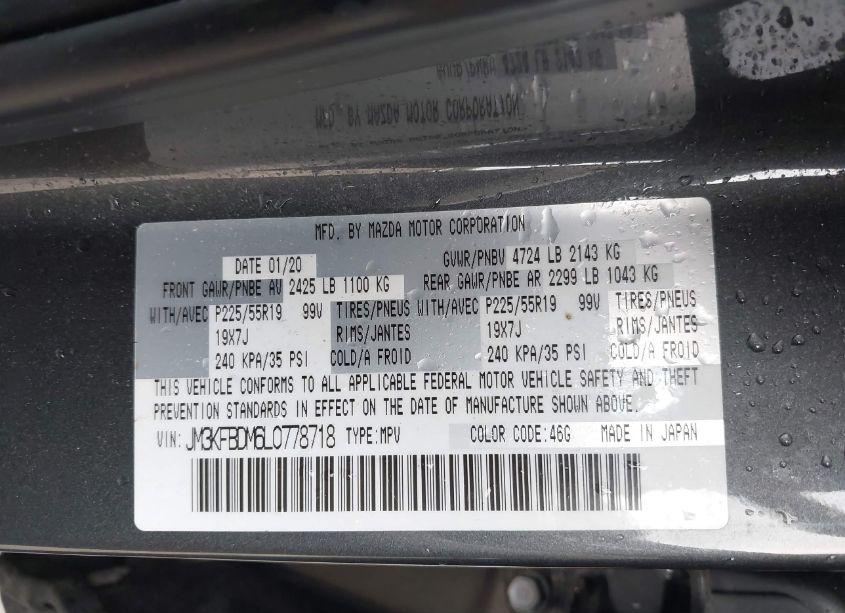 MFD. BY MAZDA MOTOR CORPORATION
DATE 01/20 GVWR/PNBV 4724 LB 2143 KG
FRONT GAWR/PNBE AV 2425 LB 1100 KG REAR GAWR/PNBE AR 2299 LB 1043 KG
WITH/AVEC P225/55R19 99V TIRES/PNEUS WITH/AVEC P225/55R19 99V TIRES/PNEUS
19X7J RIMS/JANTES 19X7J RIMS/JANTES
240 KPA/35 PSI COLD/A FROID 240 KPA/35 PSI COLD/A FROID
THIS VEHICLE CONFORMS TO ALL APPLICABLE FEDERAL MOTOR VEHICLE SAFETY AND THEFT
PREVENTION STANDARDS IN EFFECT ON THE DATE OF MANUFACTURE SHOWN ABOVE.
VIN: JM3KFBDM6L0778718 TYPE:MPV COLOR CODE:46G MADE IN JAPAN